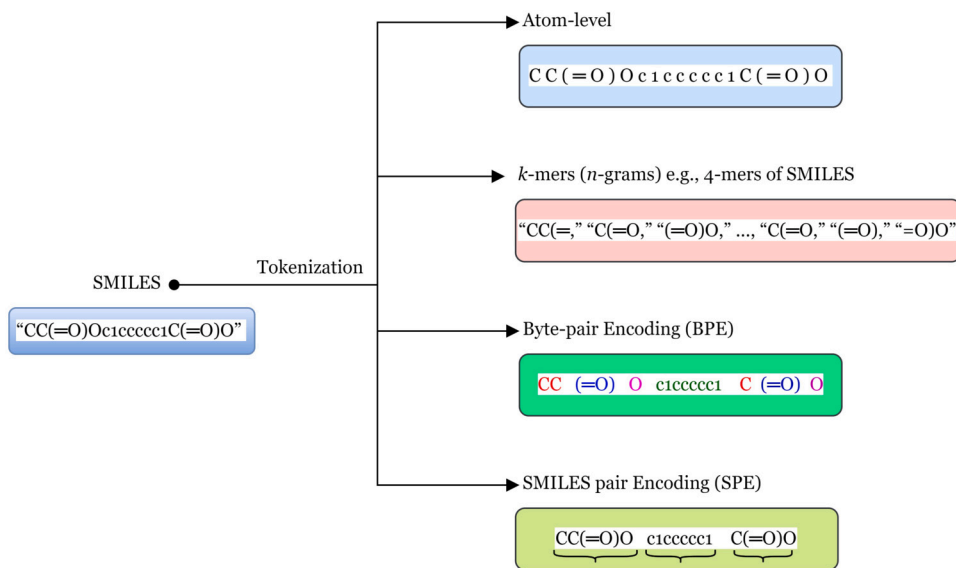 Atom-level
C C ( = O ) O c 1 c c c c c 1 C ( = O ) O
k-mers (n-grams) e.g., 4-mers of SMILES
“CC(=,” “C(=O,” “(=O)O,” ..., “C(=O,” “(=O),” “=O)O”
Tokenization
SMILES
“CC(=O)Oc1ccccc1C(=O)O”
Byte-pair Encoding (BPE)
CC (=O) O c1ccccc1 C (=O) O
SMILES pair Encoding (SPE)
CC(=O)O c1ccccc1 C(=O)O